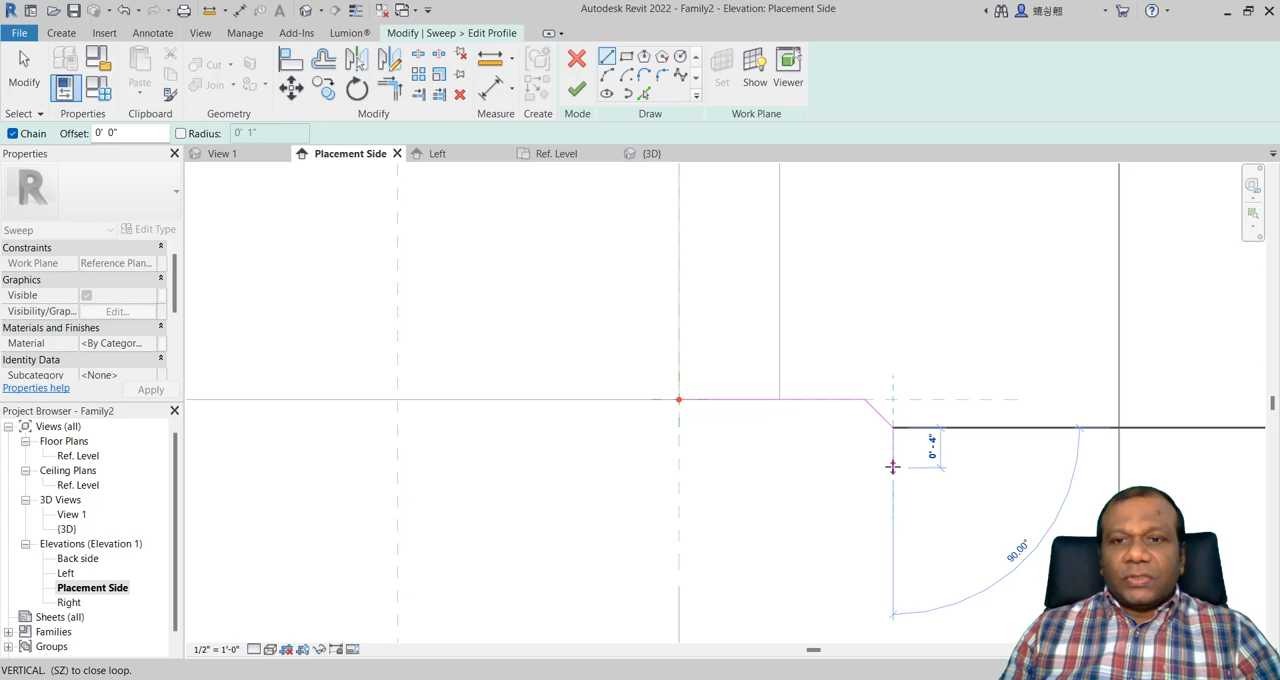 Autodesk Revit 2022 - Family2 - Elevation: Placement Side
File Create Insert Annotate View Manage Add-Ins Lumion® Modify | Sweep > Edit Profile
Modify Paste Cut Join Set Show Viewer
Select Properties Clipboard Geometry Modify Measure Create Mode Draw Work Plane
Chain Offset: 0' 0" Radius: 0' 1"
Properties
View 1 Placement Side Left Ref. Level {3D}
Sweep Edit Type
Constraints
Work Plane Reference Plan...
Graphics
Visible
Visibility/Grap... Edit...
Materials and Finishes
Material <By Categor...
Identity Data
Subcategory <None>
Properties help Apply
Project Browser - Family2
Views (all)
Floor Plans
Ref. Level
Ceiling Plans
Ref. Level
3D Views
View 1
{3D}
Elevations (Elevation 1)
Back side
Left
Placement Side
Right
Sheets (all)
Families
Groups
0' - 4"
90.00°
1/2" = 1'-0"
VERTICAL. (SZ) to close loop.